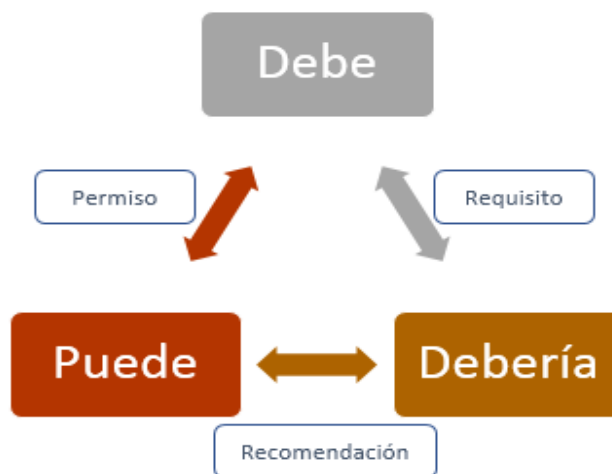 Debe
Permiso
Requisito
Puede
Debería
Recomendación